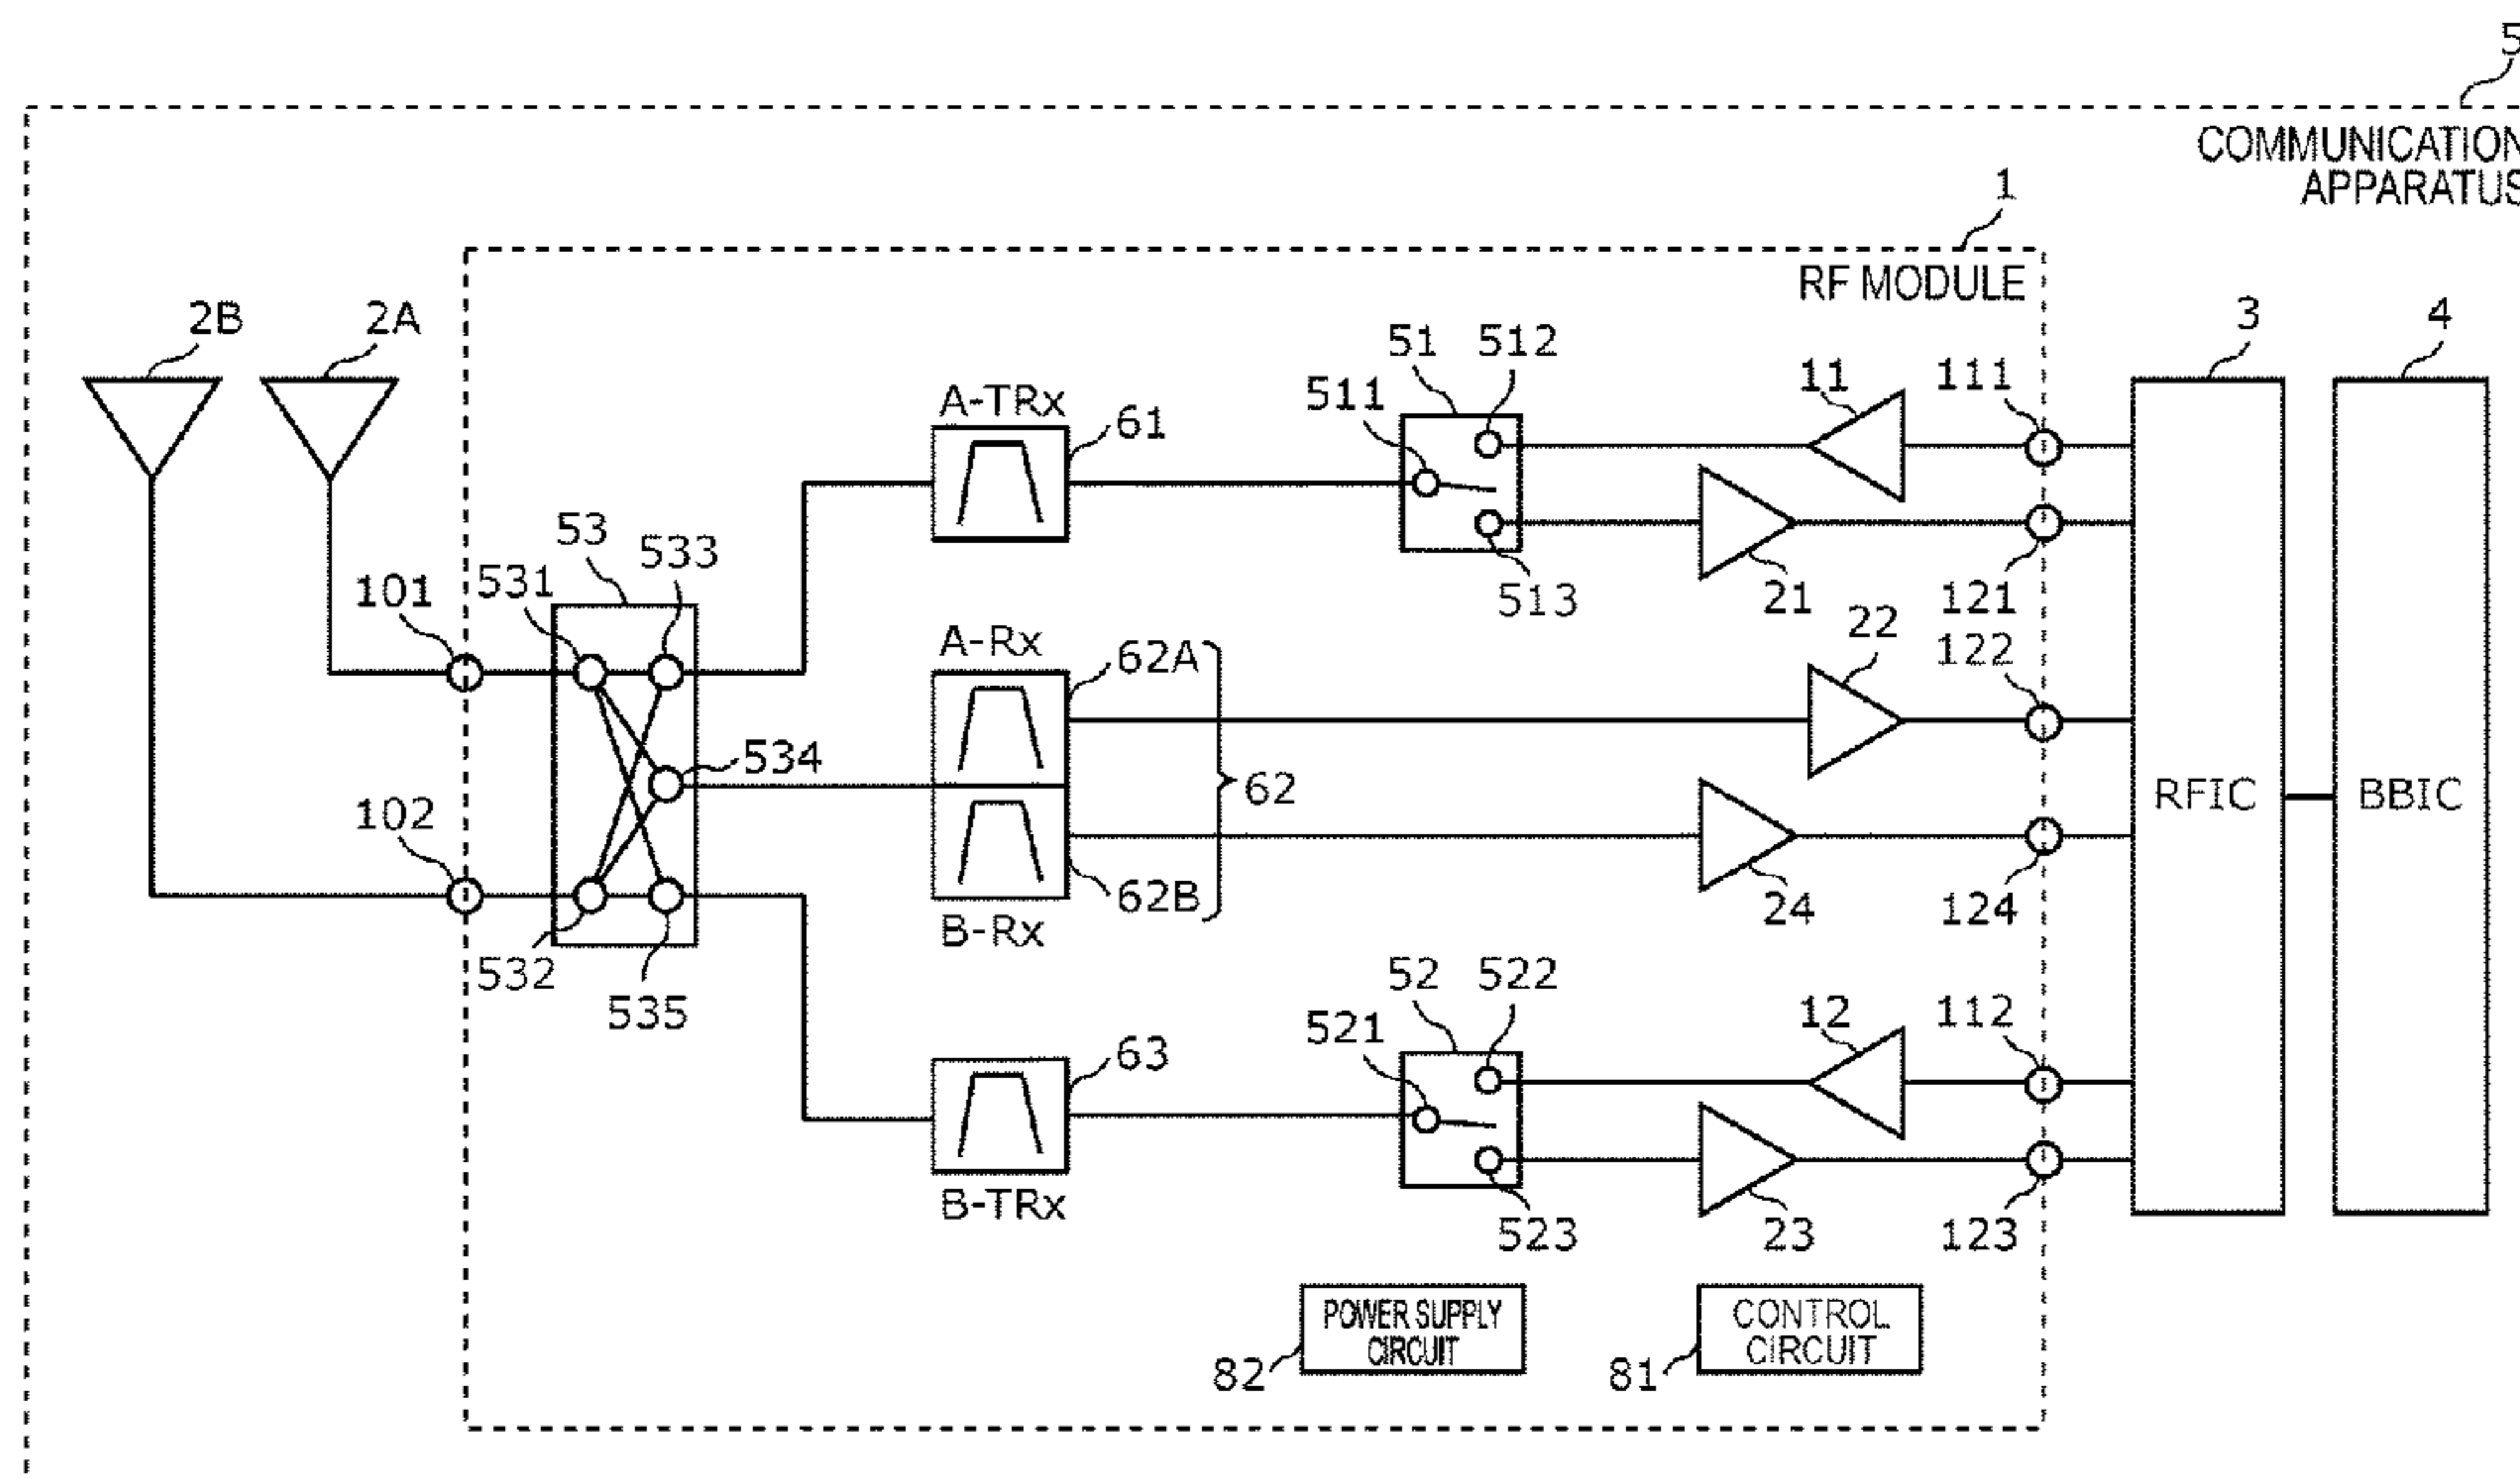 5
COMMUNICATION
APPARATUS
1
RF MODULE
2B
2A
3
4
51
512
511
11
111
A-TRx
61
513
21
121
53
533
531
101
A-Rx
62A
22
122
534
62
RFIC
BBIC
102
62B
24
124
B-Rx
532
535
52
522
521
12
112
63
B-TRx
523
23
123
POWER SUPPLY
CIRCUIT
82
CONTROL
CIRCUIT
81